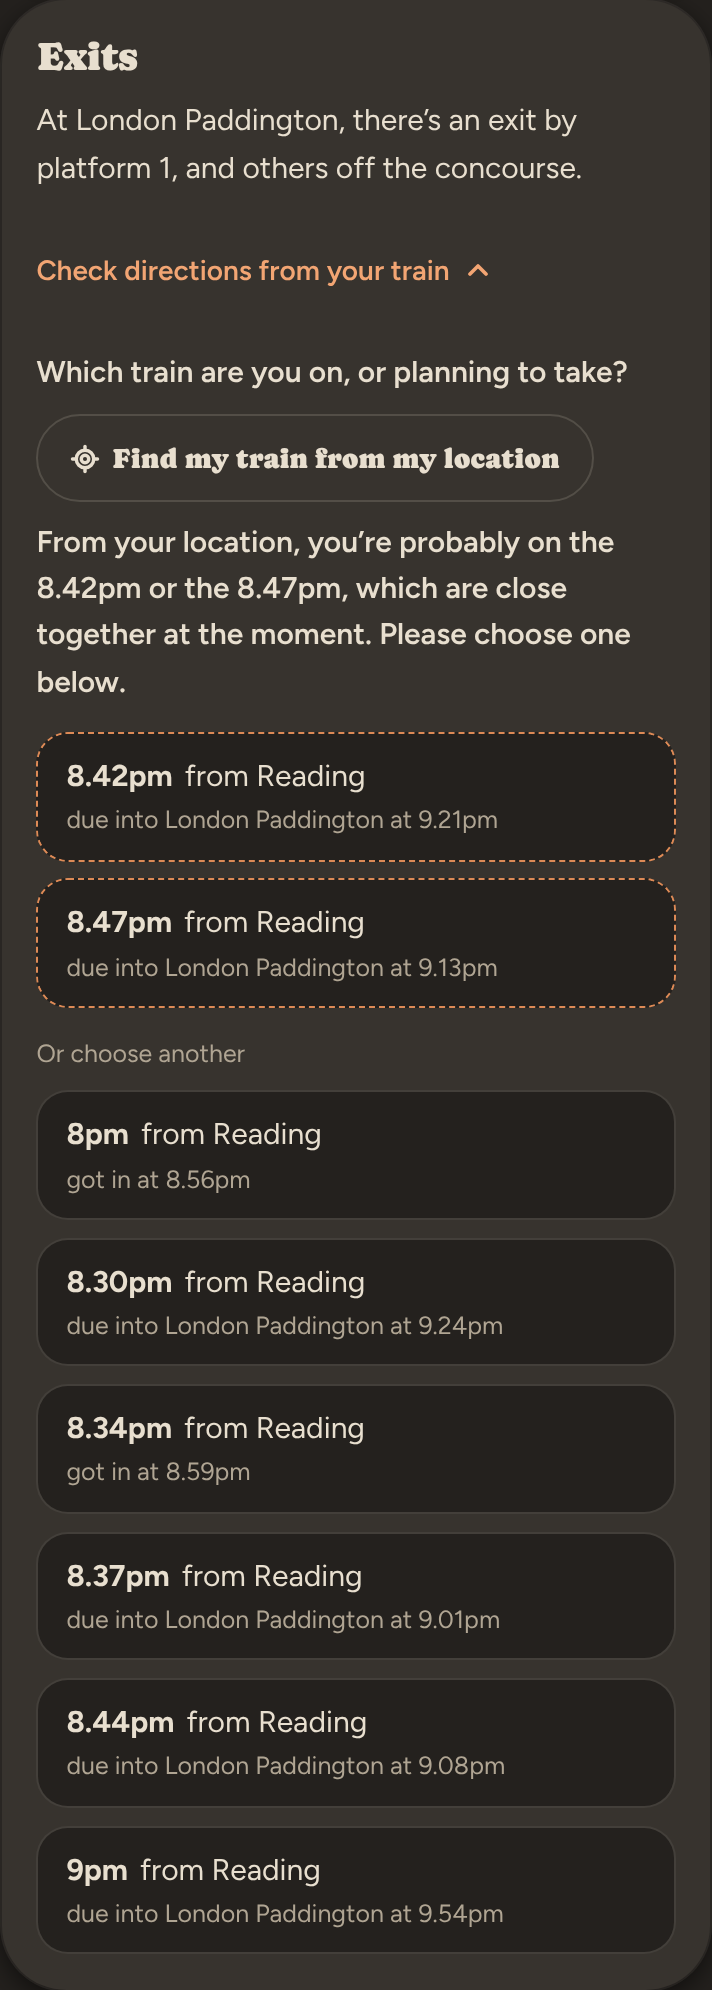 Exits
At London Paddington, there’s an exit by
platform 1, and others off the concourse.
Check directions from your train
Which train are you on, or planning to take?
Find my train from my location
From your location, you’re probably on the
8.42pm or the 8.47pm, which are close
together at the moment. Please choose one
below.
8.42pm from Reading
due into London Paddington at 9.21pm
8.47pm from Reading
due into London Paddington at 9.13pm
Or choose another
8pm from Reading
got in at 8.56pm
8.30pm from Reading
due into London Paddington at 9.24pm
8.34pm from Reading
got in at 8.59pm
8.37pm from Reading
due into London Paddington at 9.01pm
8.44pm from Reading
due into London Paddington at 9.08pm
9pm from Reading
due into London Paddington at 9.54pm